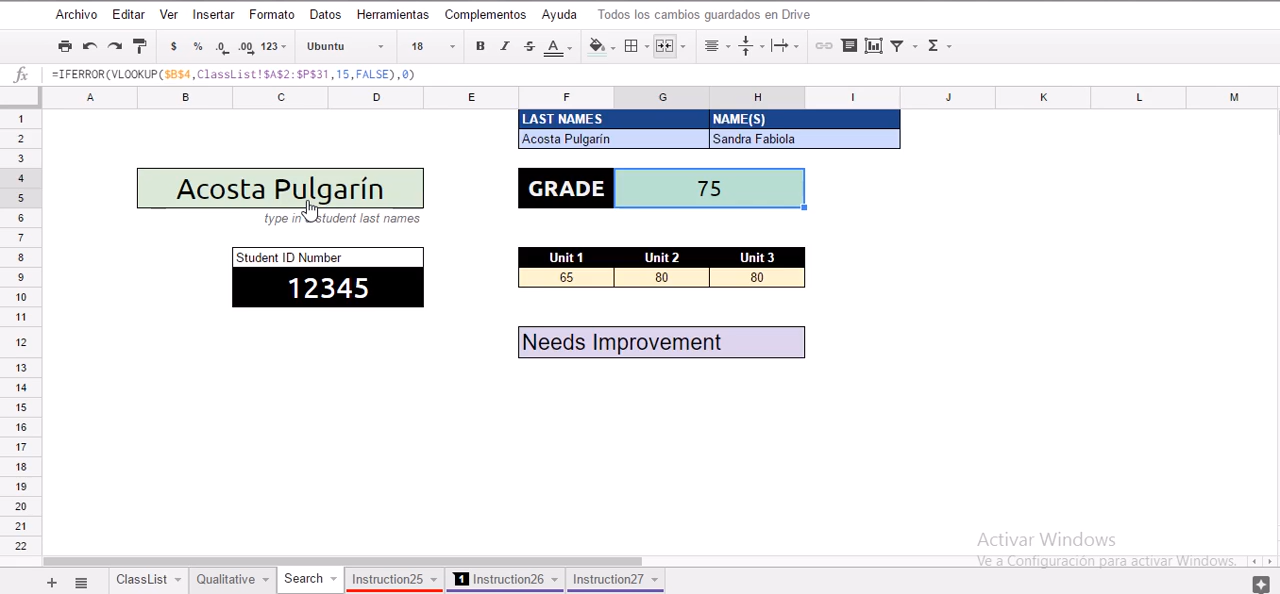 Archivo Editar Ver Insertar Formato Datos Herramientas Complementos Ayuda Todos los cambios guardados en Drive
$ % .0 .00 123 Ubuntu 18 B I S A Σ
fx =IFERROR(VLOOKUP($B$4,ClassList!$A$2:$P$31,15,FALSE),0)
A B C D E F G H I J K L M
1 LAST NAMES NAME(S)
2 Acosta Pulgarín Sandra Fabiola
3
4 Acosta Pulgarín GRADE 75
5
6 type in student last names
7
8 Student ID Number Unit 1 Unit 2 Unit 3
9 12345 65 80 80
10
11
12 Needs Improvement
13
14
15
16
17
18
19
20
21
22
Activar Windows
Ve a Configuración para activar Windows.
+ ClassList Qualitative Search Instruction25 1 Instruction26 Instruction27